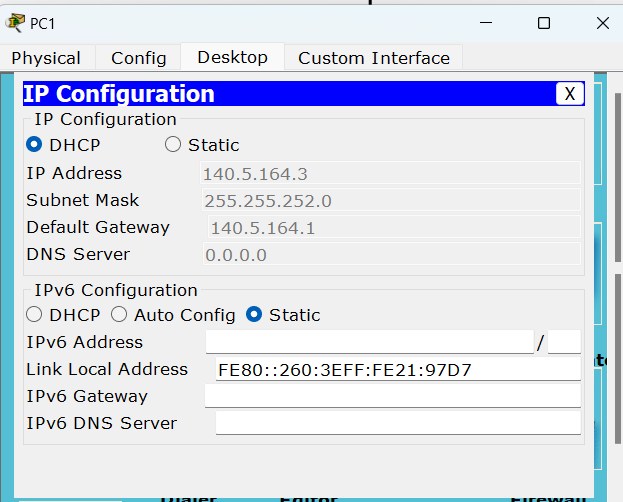 PC1
Physical Config Desktop Custom Interface
IP Configuration X
IP Configuration
DHCP Static
IP Address 140.5.164.3
Subnet Mask 255.255.252.0
Default Gateway 140.5.164.1
DNS Server 0.0.0.0
IPv6 Configuration
DHCP Auto Config Static
IPv6 Address /
Link Local Address FE80::260:3EFF:FE21:97D7
IPv6 Gateway
IPv6 DNS Server
Dialer Editor Firewall